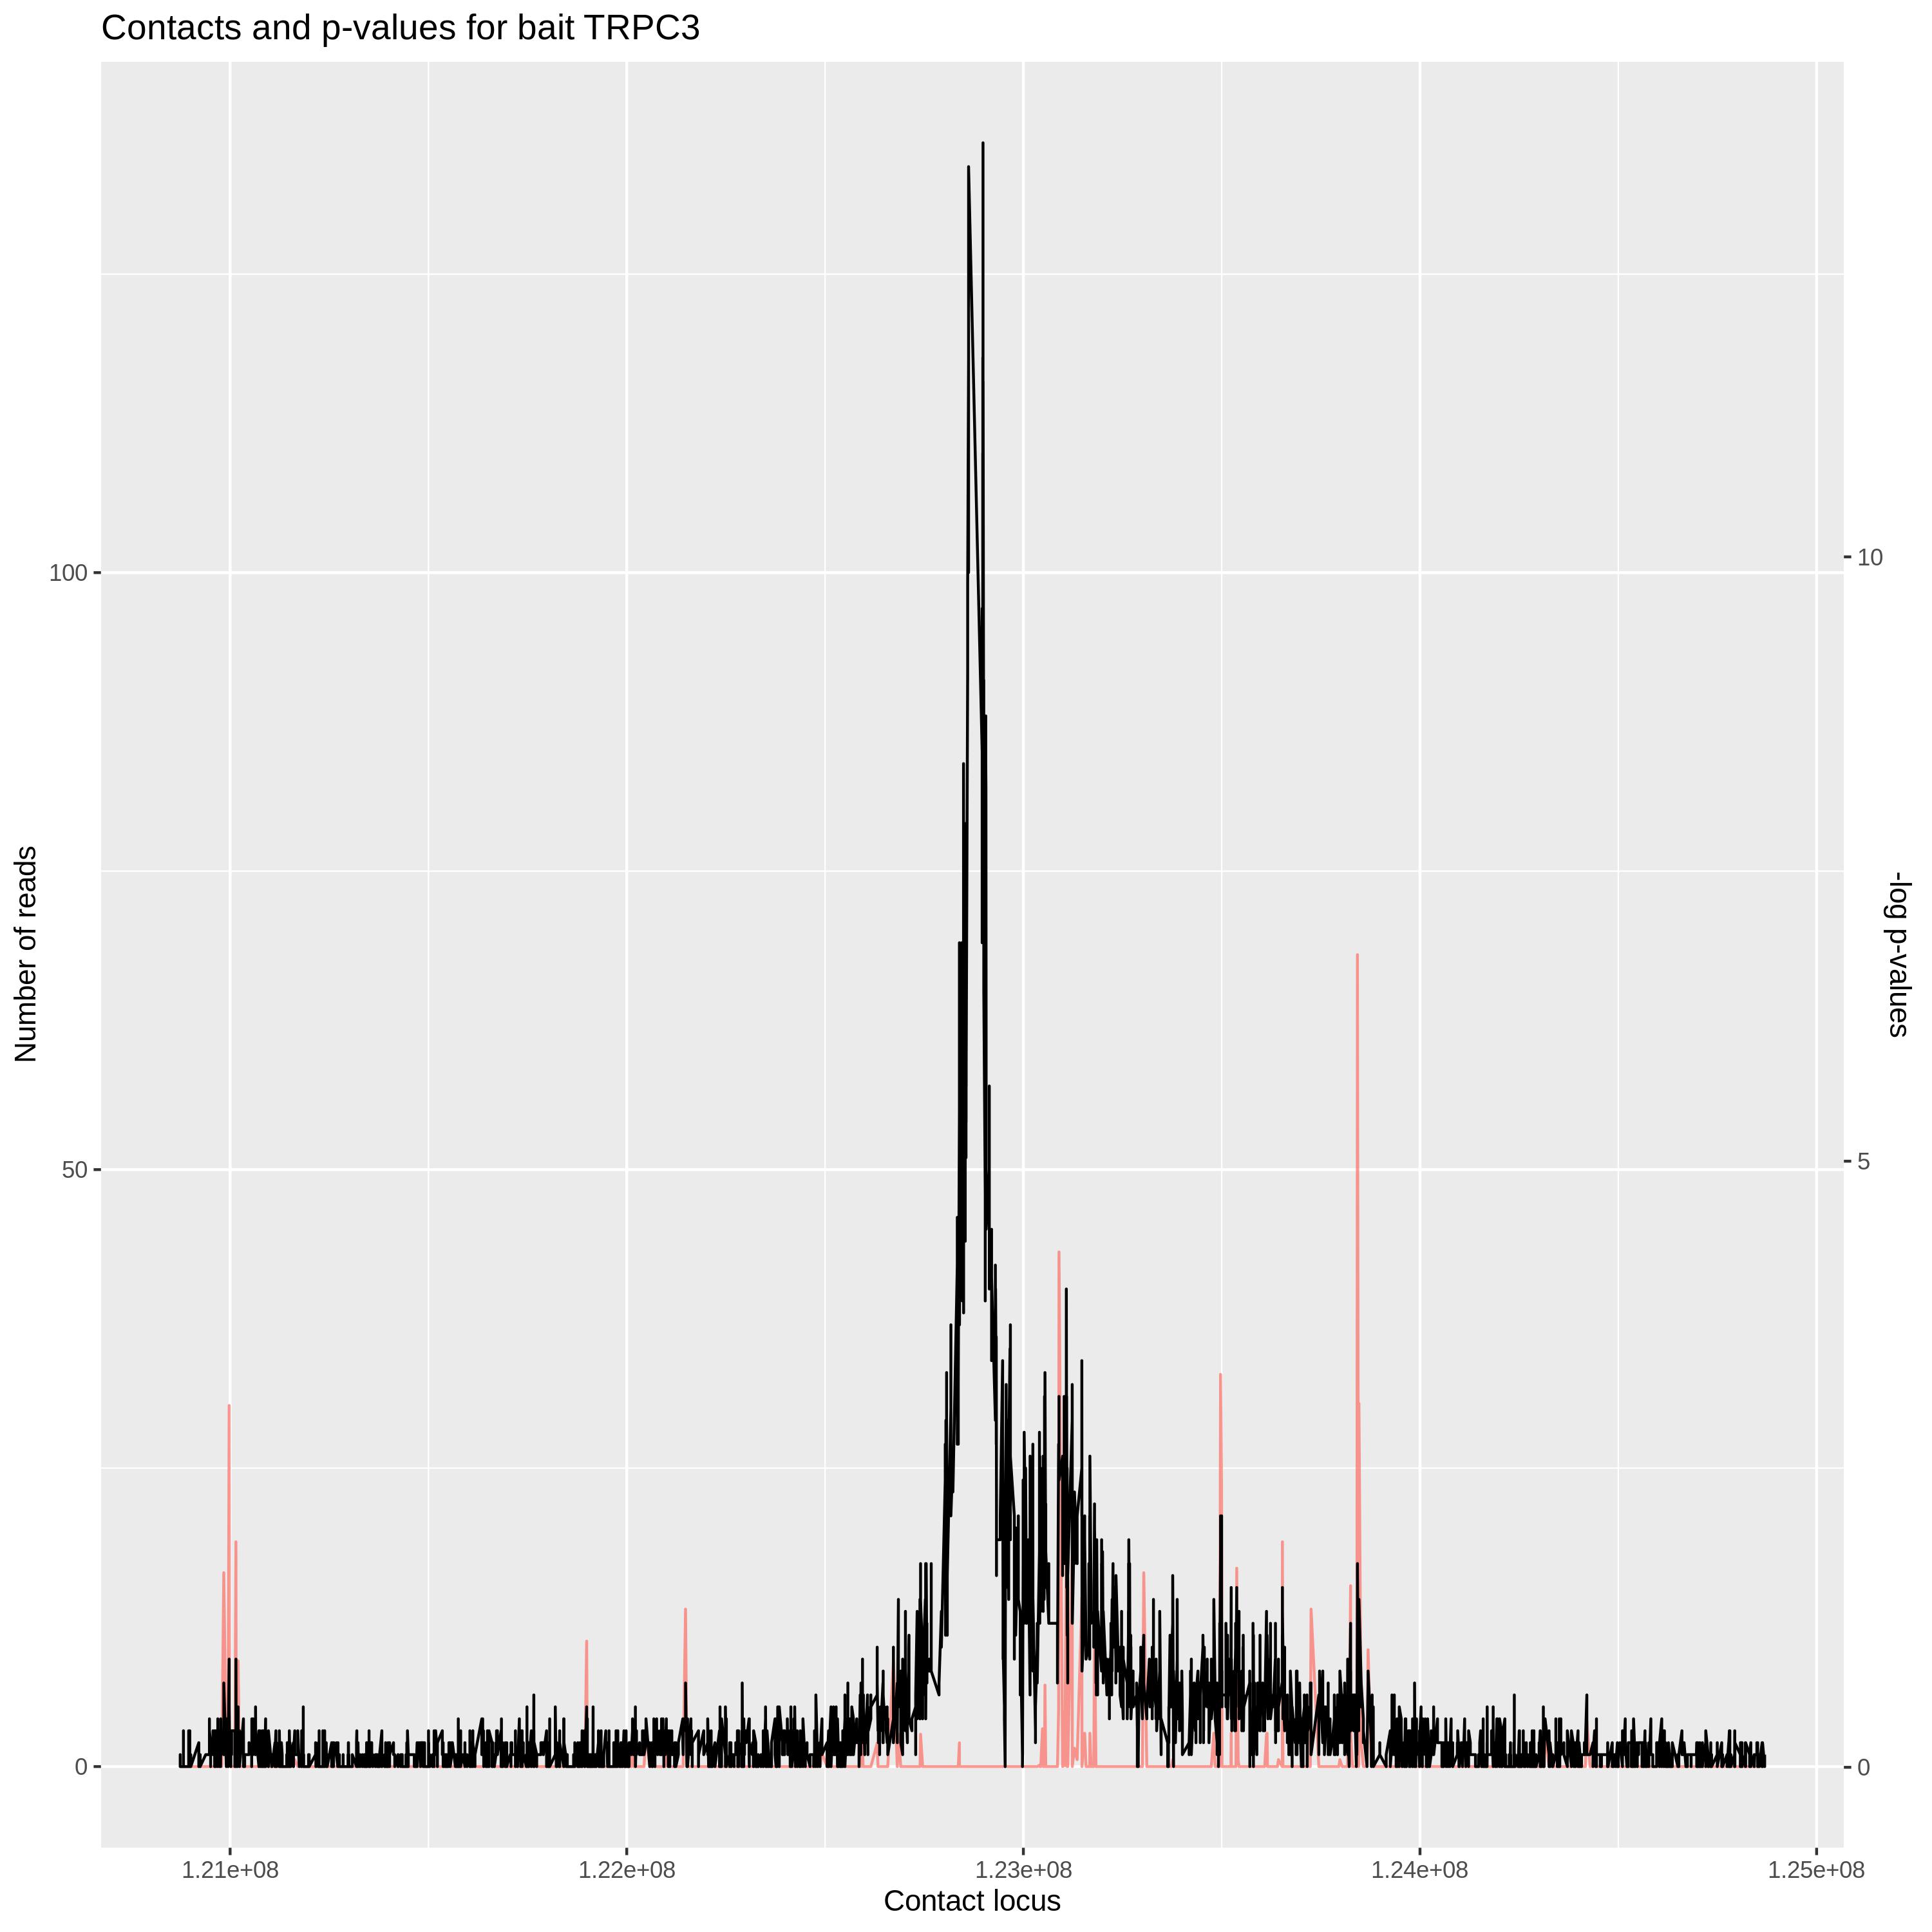 Contacts and p-values for bait TRPC3
Number of reads
100
50
0
10
5
0
-log p-values
1.21e+08
1.22e+08
1.23e+08
1.24e+08
1.25e+08
Contact locus